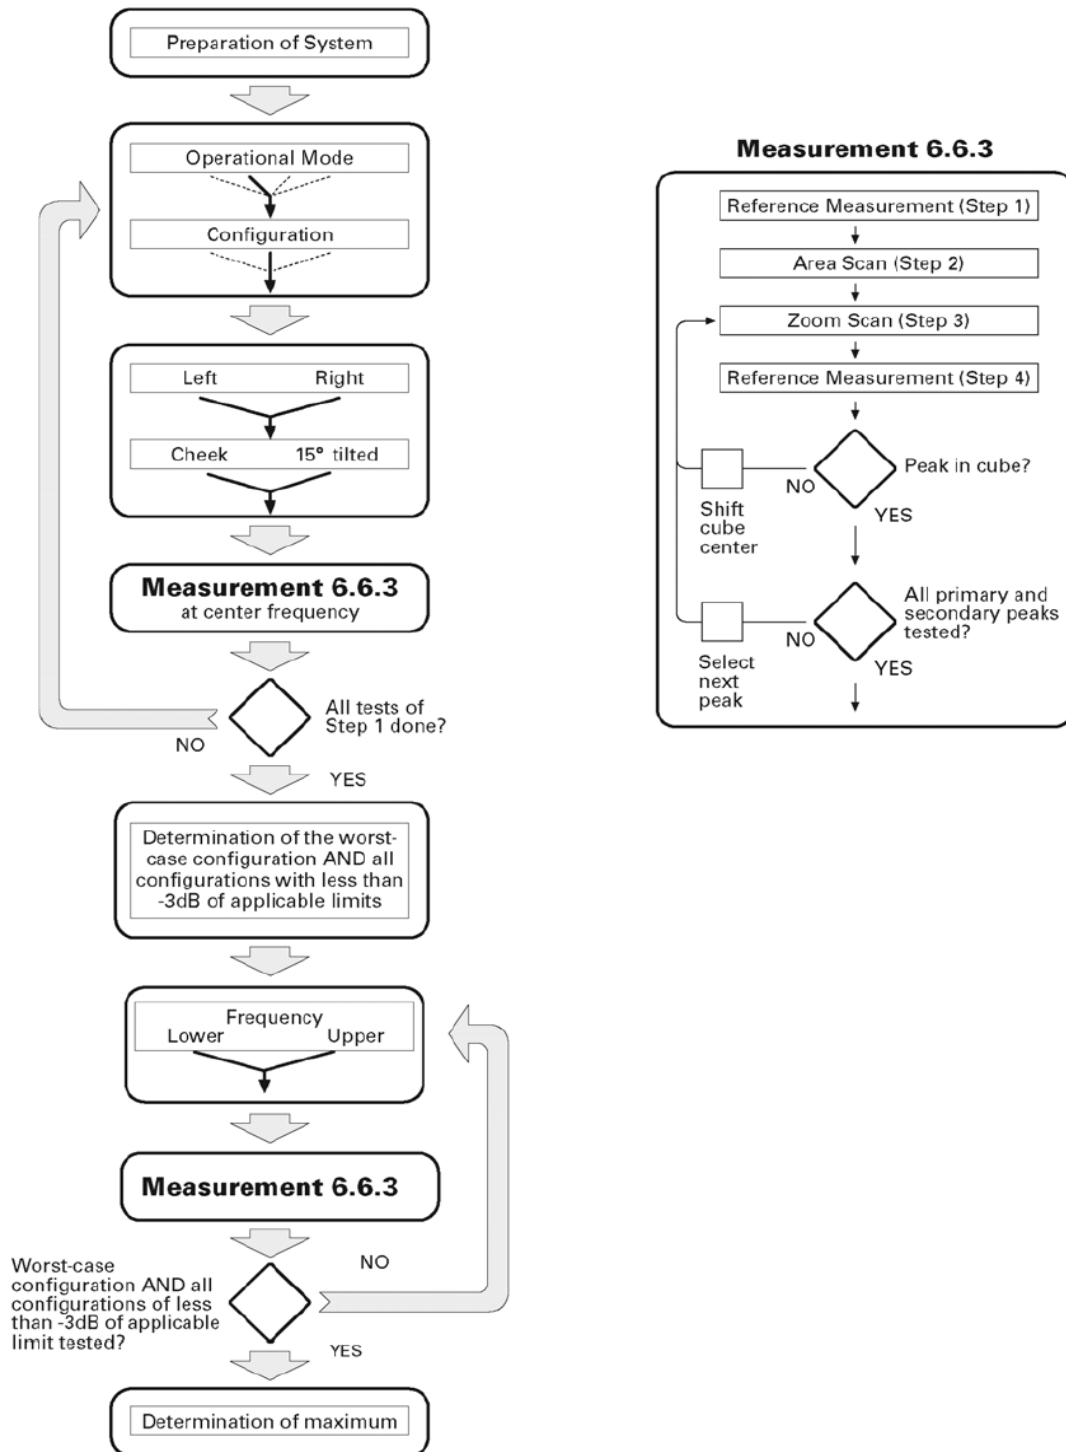 Preparation of System
Operational Mode
Configuration
Left Right
Cheek 15° tilted
Measurement 6.6.3
at center frequency
All tests of
Step 1 done?
NO
YES
Determination of the worst-
case configuration AND all
configurations with less than
-3dB of applicable limits
Frequency
Lower Upper
Measurement 6.6.3
Worst-case
configuration AND all
configurations of less
than -3dB of applicable
limit tested?
NO
YES
Determination of maximum
Measurement 6.6.3
Reference Measurement (Step 1)
Area Scan (Step 2)
Zoom Scan (Step 3)
Reference Measurement (Step 4)
Peak in cube?
NO
YES
Shift
cube
center
All primary and
secondary peaks
tested?
NO
YES
Select
next
peak